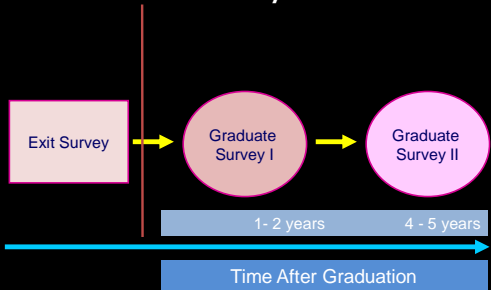 Exit Survey
Graduate
Survey I
Graduate
Survey II
1- 2 years
4 - 5 years
Time After Graduation